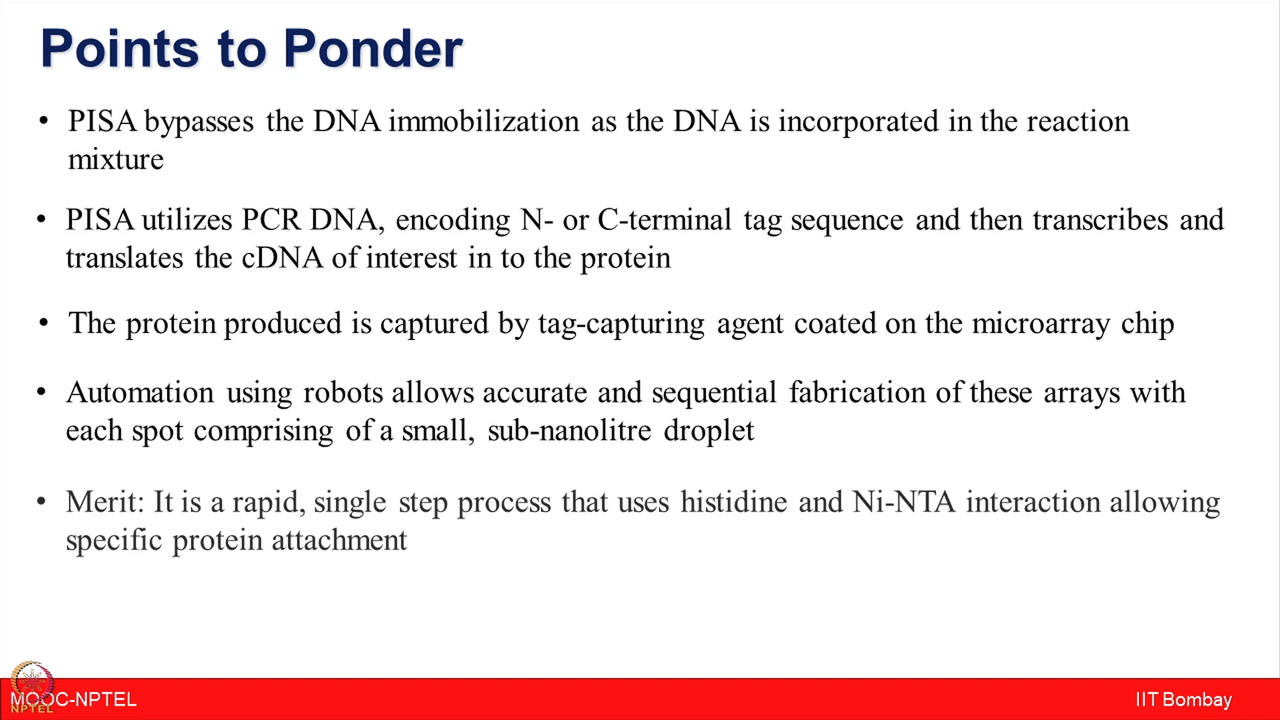 Points to Ponder
• PISA bypasses the DNA immobilization as the DNA is incorporated in the reaction
mixture
• PISA utilizes PCR DNA, encoding N- or C-terminal tag sequence and then transcribes and
translates the cDNA of interest in to the protein
• The protein produced is captured by tag-capturing agent coated on the microarray chip
• Automation using robots allows accurate and sequential fabrication of these arrays with
each spot comprising of a small, sub-nanolitre droplet
• Merit: It is a rapid, single step process that uses histidine and Ni-NTA interaction allowing
specific protein attachment
MOOC-NPTEL
NPTEL
IIT Bombay